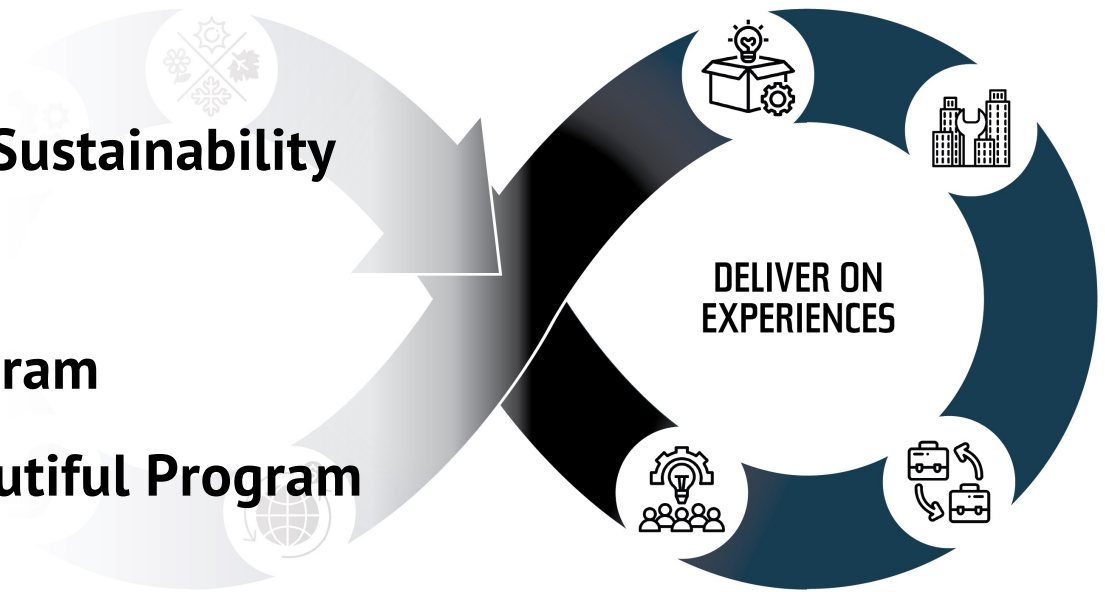 Sustainability
DELIVER ON
EXPERIENCES
ram
utiful Program